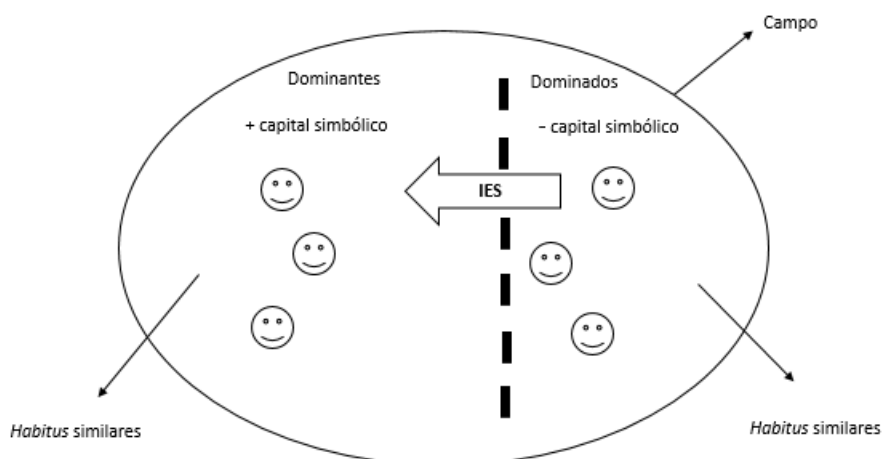 Campo
Dominantes
Dominados
+ capital simbólico
– capital simbólico
IES
Habitus similares
Habitus similares